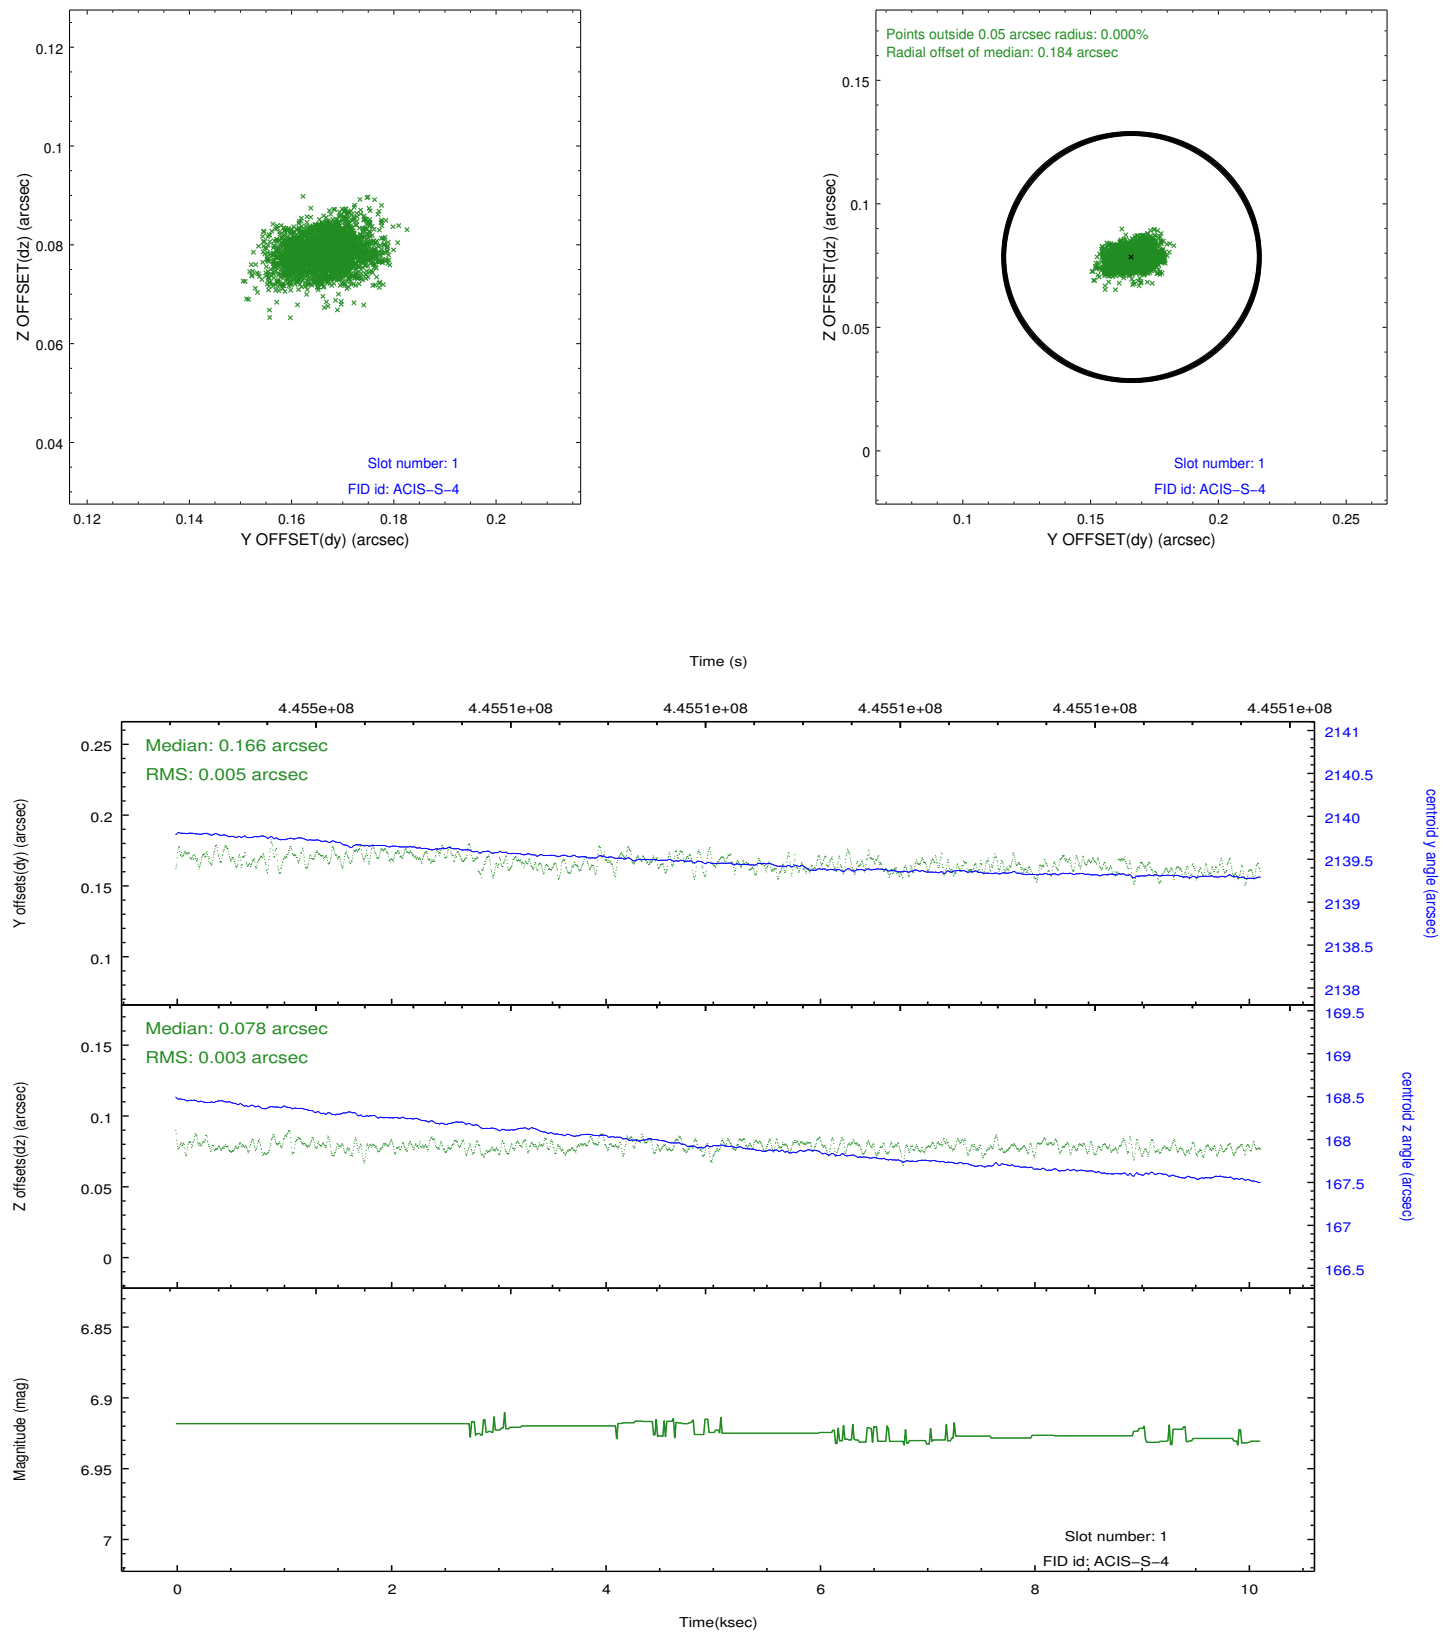 0.12
0.1
0.08
0.06
0.04
Z OFFSET(dz) (arcsec)
Slot number: 1
FID id: ACIS−S−4
0.12 0.14 0.16 0.18 0.2
Y OFFSET(dy) (arcsec)
Points outside 0.05 arcsec radius: 0.000%
Radial offset of median: 0.184 arcsec
0.15
0.1
0.05
0
Z OFFSET(dz) (arcsec)
Slot number: 1
FID id: ACIS−S−4
0.1 0.15 0.2 0.25
Y OFFSET(dy) (arcsec)
Time (s)
4.455e+08 4.4551e+08 4.4551e+08 4.4551e+08 4.4551e+08 4.4551e+08
Median: 0.166 arcsec
RMS: 0.005 arcsec
0.25
0.2
0.15
0.1
Y offsets(dy) (arcsec)
2141
2140.5
2140
2139.5
2139
2138.5
2138
centroid y angle (arcsec)
Median: 0.078 arcsec
RMS: 0.003 arcsec
0.15
0.1
0.05
0
Z offsets(dz) (arcsec)
169.5
169
168.5
168
167.5
167
166.5
centroid z angle (arcsec)
6.85
6.9
6.95
7
Magnitude (mag)
Slot number: 1
FID id: ACIS−S−4
0 2 4 6 8 10
Time(ksec)